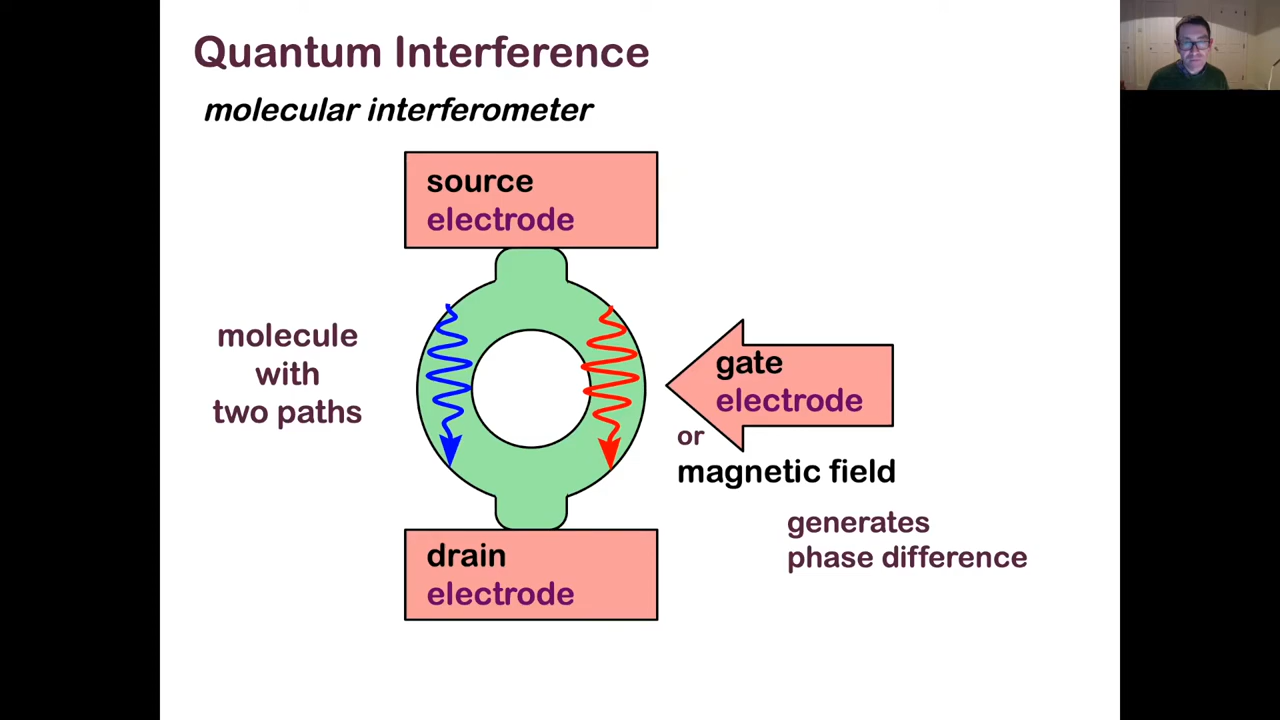 Quantum Interference
molecular interferometer
source
electrode
molecule
with
two paths
gate
electrode
or
magnetic field
generates
phase difference
drain
electrode